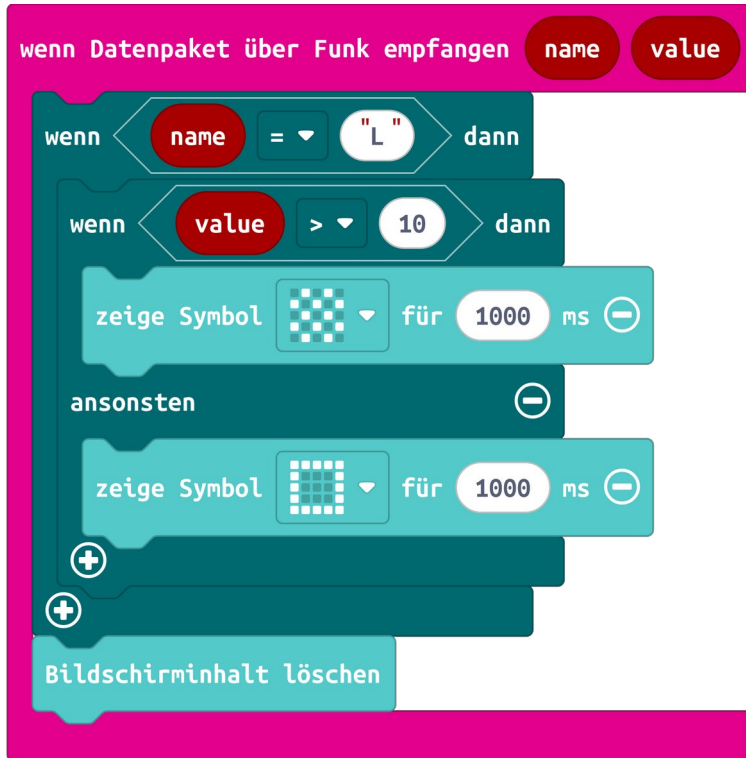 wenn Datenpaket über Funk empfangen name value
wenn name = "L" dann
wenn value > 10 dann
zeige Symbol für 1000 ms
ansonsten
zeige Symbol für 1000 ms
Bildschirminhalt löschen